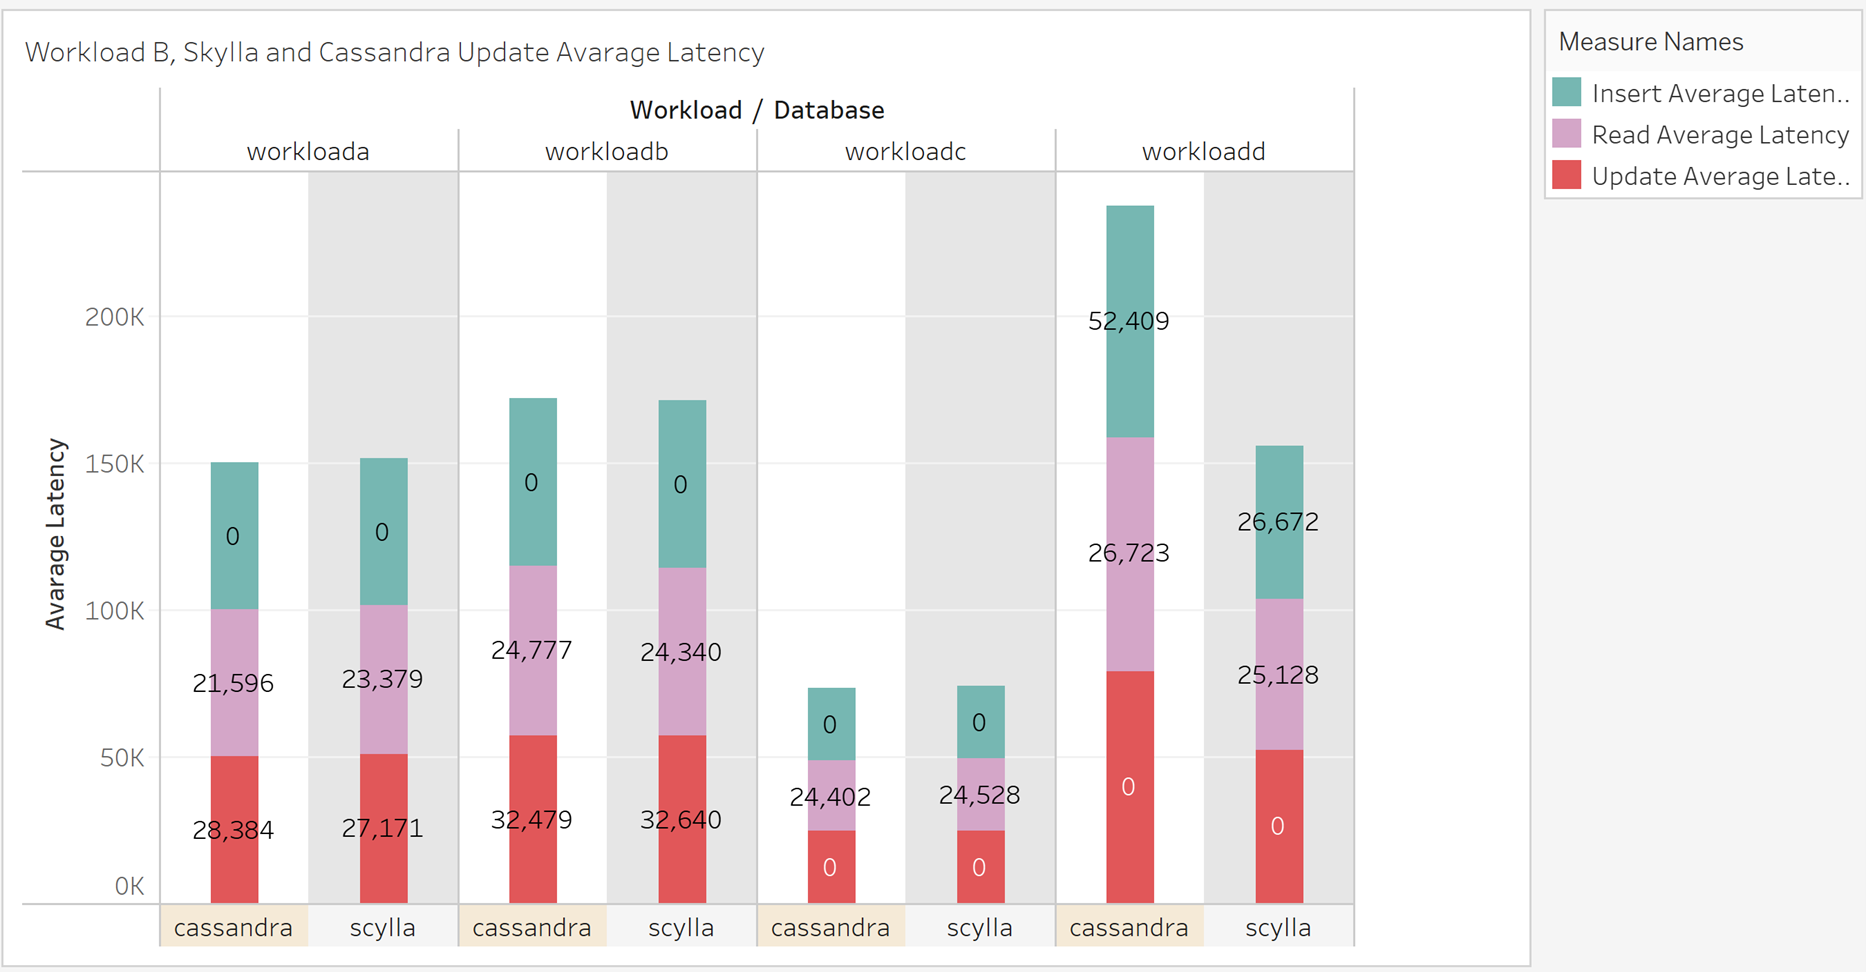 Workload B, Skylla and Cassandra Update Avarage Latency
Measure Names
Insert Average Laten..
Read Average Latency
Update Average Late..
Workload / Database
workloada workloadb workloadc workloadd
Avarage Latency
200K
150K
100K
50K
0K
52,409
0 0 0 0 26,672
26,723
21,596 23,379 24,777 24,340 0 0 25,128
24,402 24,528
28,384 27,171 32,479 32,640 0 0 0 0
cassandra scylla cassandra scylla cassandra scylla cassandra scylla